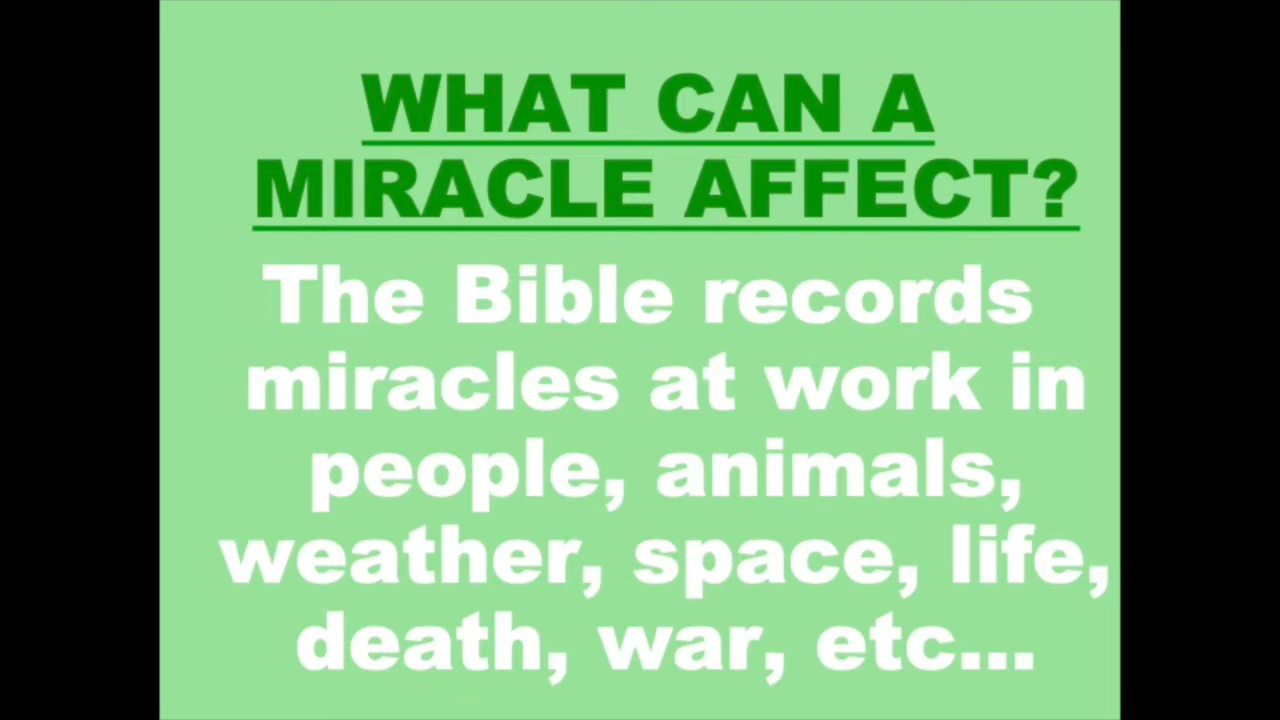 WHAT CAN A
MIRACLE AFFECT?
The Bible records
miracles at work in
people, animals,
weather, space, life,
death, war, etc...